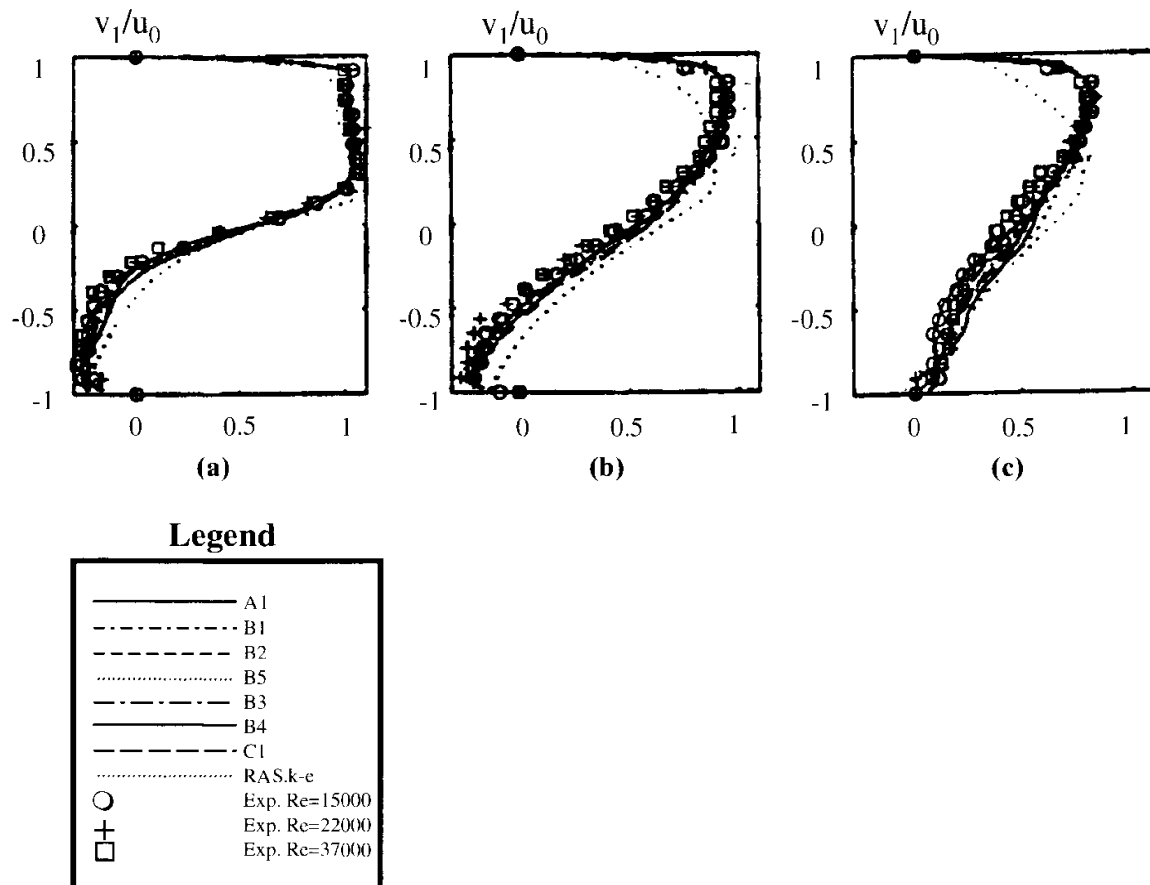 v1/u0
v1/u0
v1/u0
1
0.5
0
-0.5
-1
0
0.5
1
(a)
1
0.5
0
-0.5
-1
0
0.5
1
(b)
1
0.5
0
-0.5
-1
0
0.5
1
(c)
Legend
A1
B1
B2
B5
B3
B4
C1
RAS.k-e
Exp. Re=15000
Exp. Re=22000
Exp. Re=37000